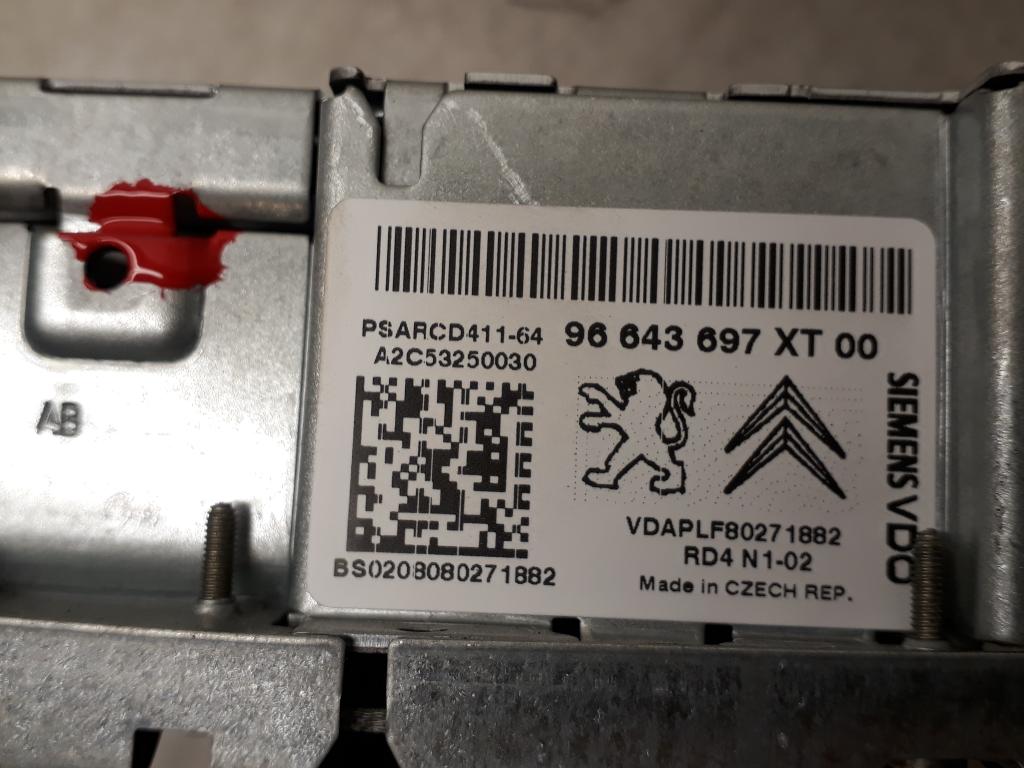 PSARCD411-64 96 643 697 XT 00
A2C53250030
SIEMENS VDO
AB
VDAPLF80271882
RD4 N1-02
BS0208080271882
Made in CZECH REP.